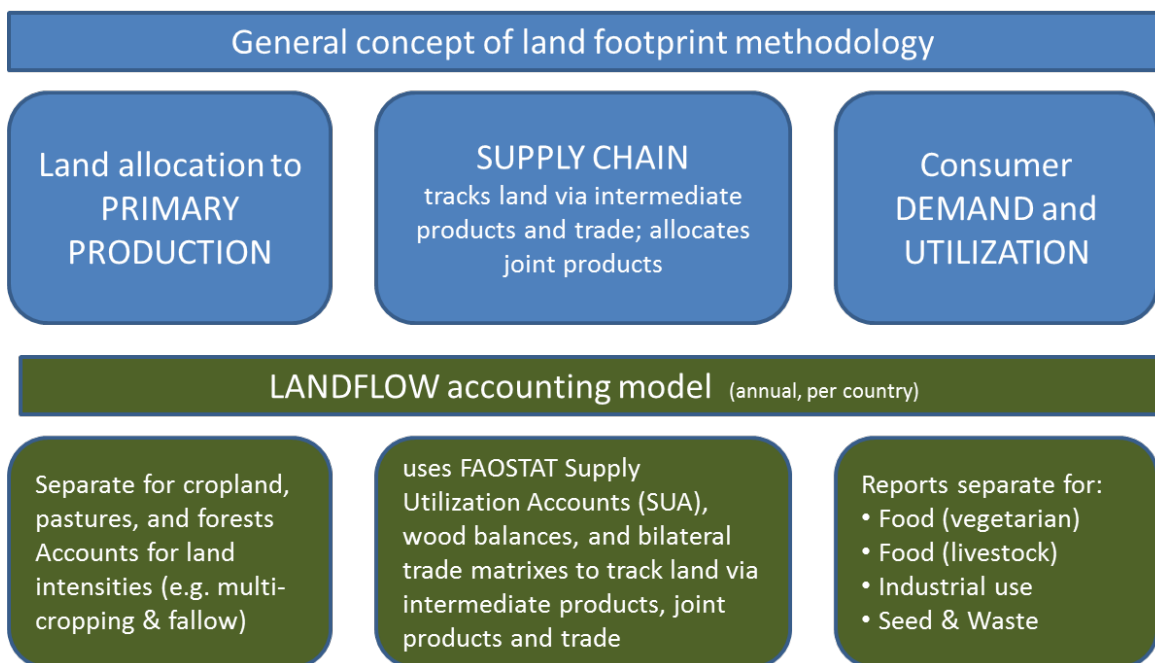 General concept of land footprint methodology
Land allocation to
PRIMARY
PRODUCTION
SUPPLY CHAIN
tracks land via intermediate
products and trade; allocates
joint products
Consumer
DEMAND and
UTILIZATION
LANDFLOW accounting model (annual, per country)
Separate for cropland,
pastures, and forests
Accounts for land
intensities (e.g. multi-
cropping & fallow)
uses FAOSTAT Supply
Utilization Accounts (SUA),
wood balances, and bilateral
trade matrixes to track land via
intermediate products, joint
products and trade
Reports separate for:
• Food (vegetarian)
• Food (livestock)
• Industrial use
• Seed & Waste